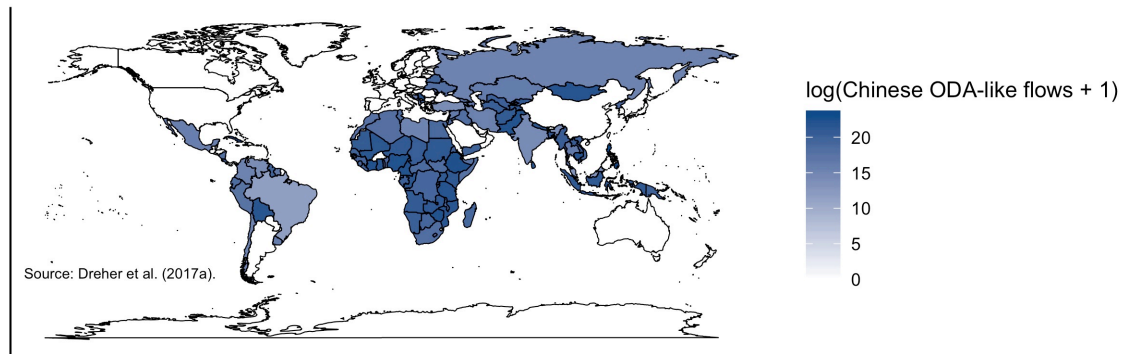 log(Chinese ODA-like flows + 1)
20
15
10
5
0
Source: Dreher et al. (2017a).